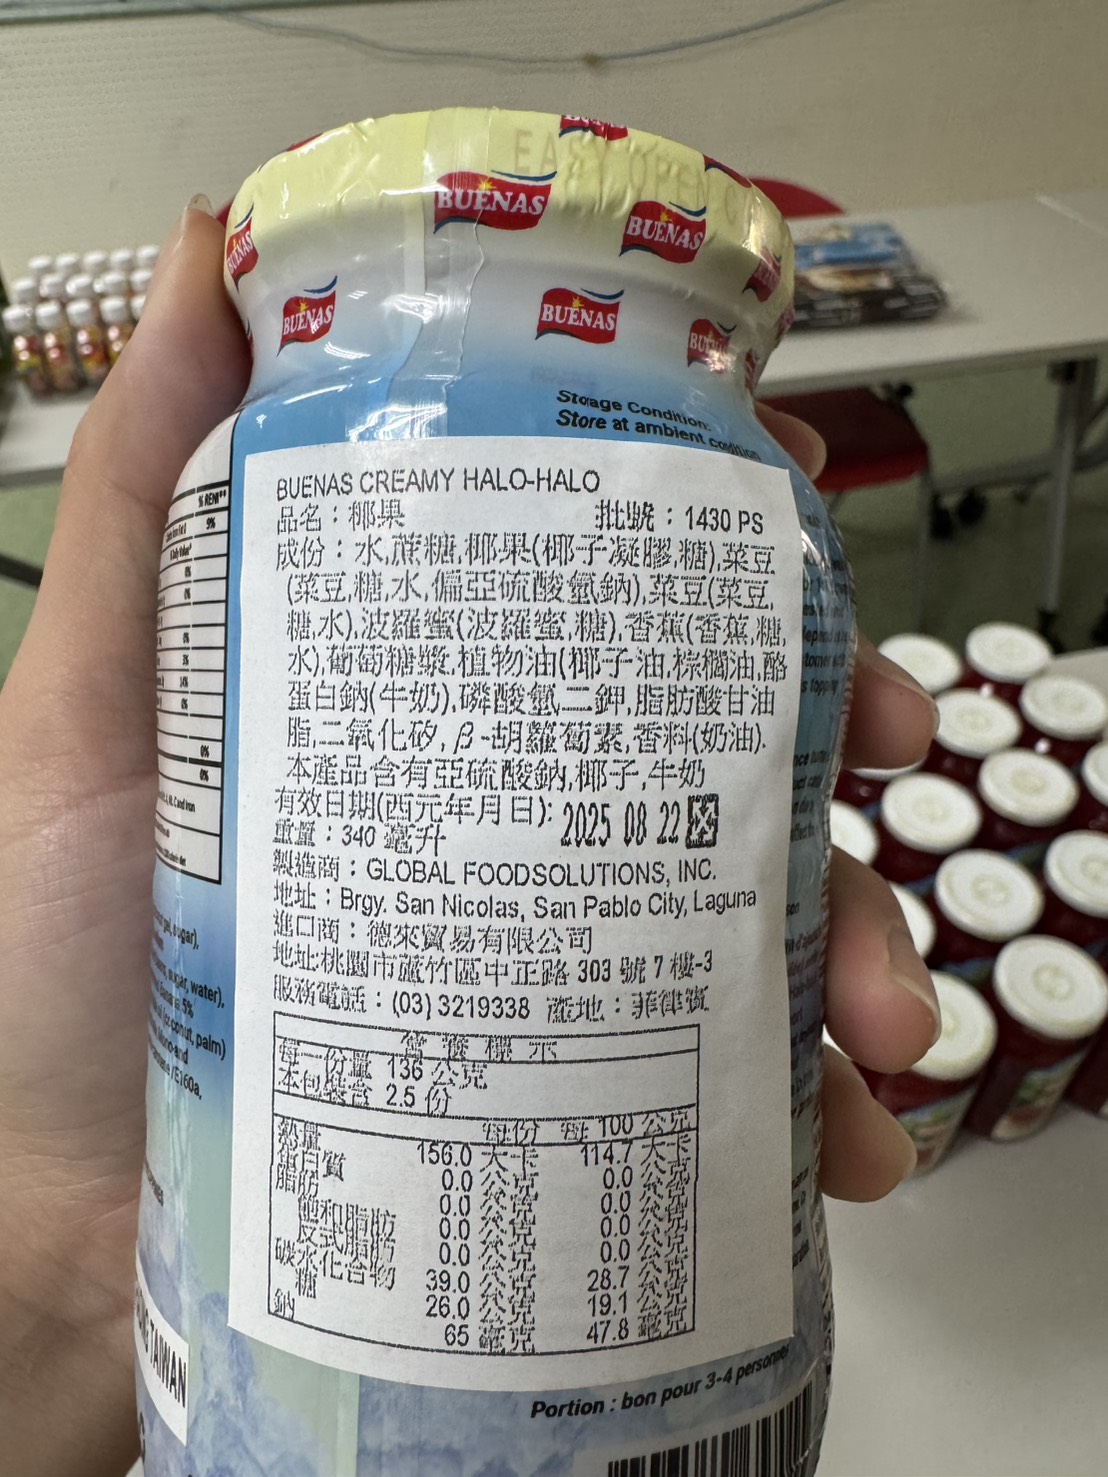 EASY OPEN
BUENAS
BUENAS
BUENAS
BUENAS
BUENAS
Storage Condition:
Store at ambient condition
BUENAS CREAMY HALO-HALO
品名：椰果 批號：1430 PS
成份：水,蔗糖,椰果(椰子凝膠,糖),菜豆
(菜豆,糖,水,偏亞硫酸氫鈉),菜豆(菜豆,
糖,水),波羅蜜(波羅蜜,糖),香蕉(香蕉,糖,
水),葡萄糖漿,植物油(椰子油,棕櫚油,酪
蛋白鈉(牛奶),磷酸氫二鉀,脂肪酸甘油
脂,二氧化矽,β-胡蘿蔔素,香料(奶油).
本產品含有亞硫酸鈉,椰子,牛奶
有效日期(西元年月日): 2025 08 22
重量：340 毫升
製造商：GLOBAL FOODSOLUTIONS, INC.
地址：Brgy. San Nicolas, San Pablo City, Laguna
進口商：德來貿易有限公司
地址:桃園市蘆竹區中正路 303 號 7 樓-3
服務電話：(03) 3219338 產地：菲律賓
營養標示
每一份量 136 公克
本包裝含 2.5 份
每份 每 100 公克
熱量 156.0 大卡 114.7 大卡
蛋白質 0.0 公克 0.0 公克
脂肪 0.0 公克 0.0 公克
飽和脂肪 0.0 公克 0.0 公克
反式脂肪 0.0 公克 0.0 公克
碳水化合物 39.0 公克 28.7 公克
糖 26.0 公克 19.1 公克
鈉 65 毫克 47.8 毫克
Portion : bon pour 3-4 personnes
% RENI**
sugar, water),
TAIWAN